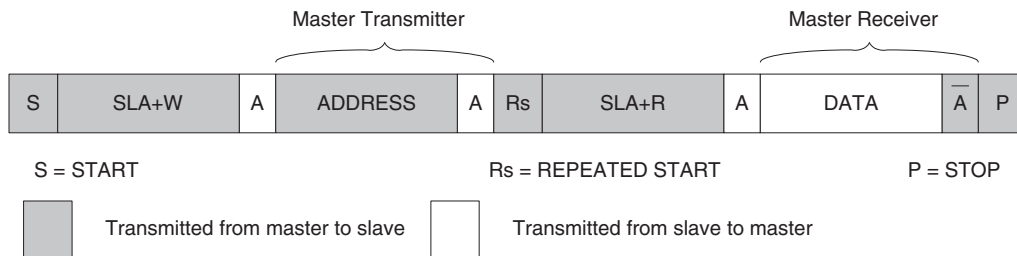 Master Transmitter Master Receiver
S SLA+W A ADDRESS A Rs SLA+R A DATA A̅ P
S = START Rs = REPEATED START P = STOP
Transmitted from master to slave Transmitted from slave to master